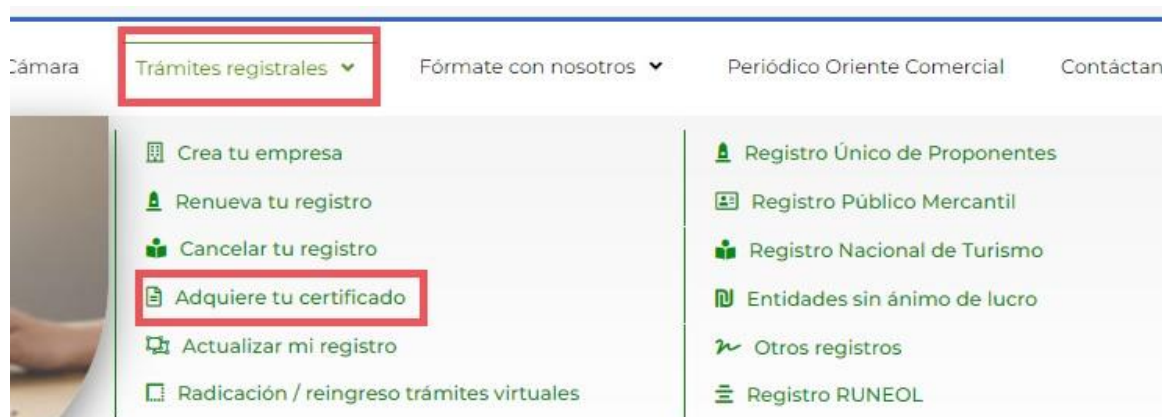 Cámara
Trámites registrales
Fórmate con nosotros
Periódico Oriente Comercial
Contáctan
Crea tu empresa
Renueva tu registro
Cancelar tu registro
Adquiere tu certificado
Actualizar mi registro
Radicación / reingreso trámites virtuales
Registro Único de Proponentes
Registro Público Mercantil
Registro Nacional de Turismo
Entidades sin ánimo de lucro
Otros registros
Registro RUNEOL